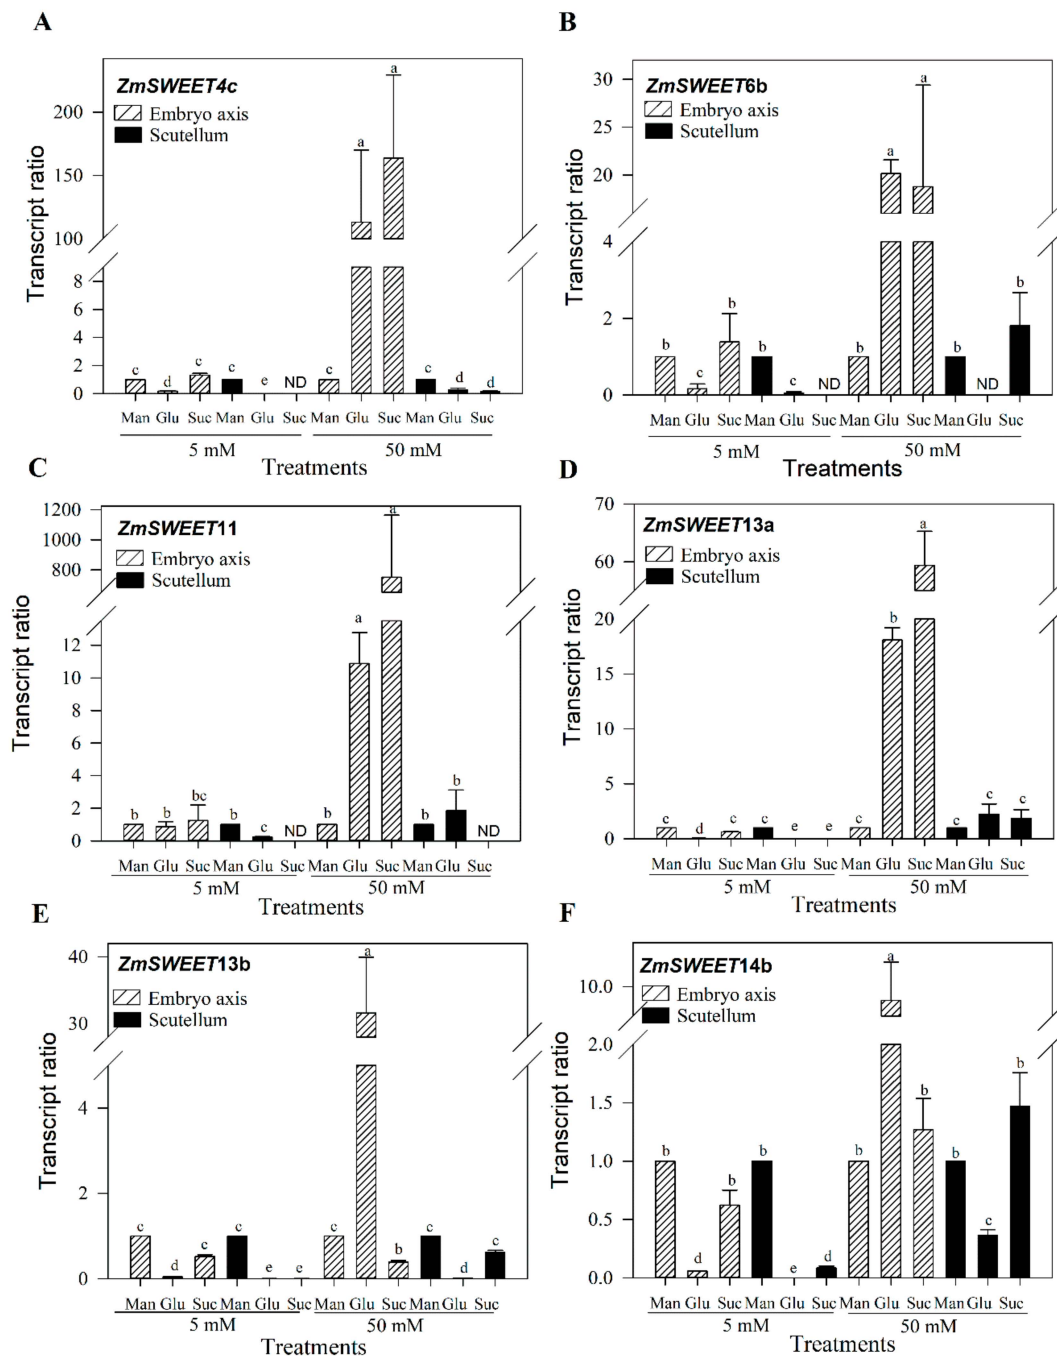 A
ZmSWEET4c
Embryo axis
Scutellum
Transcript ratio
200
150
100
8
6
4
2
0
a
a
c
d
c
c
e
ND
c
c
d
d
Man Glu Suc Man Glu Suc Man Glu Suc Man Glu Suc
5 mM
50 mM
Treatments
B
ZmSWEET6b
Embryo axis
Scutellum
Transcript ratio
30
25
20
4
2
0
a
a
b
c
b
b
c
ND
b
b
ND
b
Man Glu Suc Man Glu Suc Man Glu Suc Man Glu Suc
5 mM
50 mM
Treatments
C
ZmSWEET11
Embryo axis
Scutellum
Transcript ratio
1200
1000
800
12
10
8
6
4
2
0
a
a
b
b
bc
b
c
ND
b
b
b
ND
Man Glu Suc Man Glu Suc Man Glu Suc Man Glu Suc
5 mM
50 mM
Treatments
D
ZmSWEET13a
Embryo axis
Scutellum
Transcript ratio
70
60
20
15
10
5
0
a
b
c
d
c
c
e
e
c
c
c
c
Man Glu Suc Man Glu Suc Man Glu Suc Man Glu Suc
5 mM
50 mM
Treatments
E
ZmSWEET13b
Embryo axis
Scutellum
Transcript ratio
40
30
4
2
0
a
c
d
c
c
e
e
c
b
c
d
c
Man Glu Suc Man Glu Suc Man Glu Suc Man Glu Suc
5 mM
50 mM
Treatments
F
ZmSWEET14b
Embryo axis
Scutellum
Transcript ratio
10.0
2.0
1.5
1.0
0.5
0.0
a
b
d
b
b
e
d
b
b
b
c
b
Man Glu Suc Man Glu Suc Man Glu Suc Man Glu Suc
5 mM
50 mM
Treatments